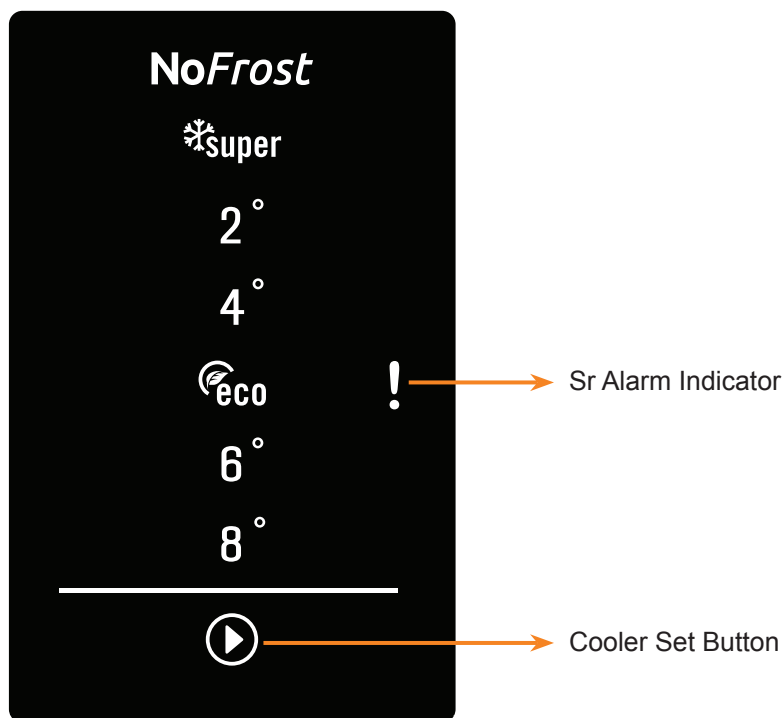 NoFrost
super
2°
4°
eco
!
Sr Alarm Indicator
6°
8°
Cooler Set Button